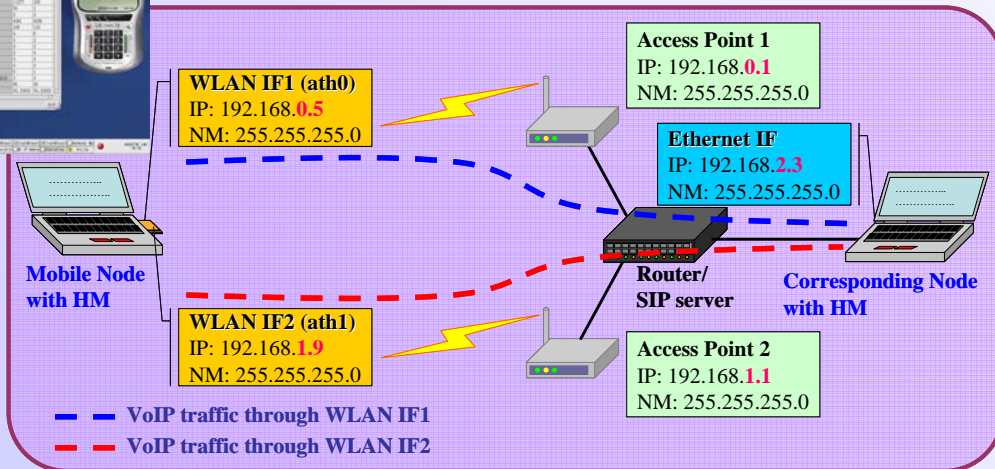 Access Point 1
IP: 192.168.0.1
NM: 255.255.255.0
WLAN IF1 (ath0)
IP: 192.168.0.5
NM: 255.255.255.0
Ethernet IF
IP: 192.168.2.3
NM: 255.255.255.0
Mobile Node
with HM
Router/
SIP server
Corresponding Node
with HM
WLAN IF2 (ath1)
IP: 192.168.1.9
NM: 255.255.255.0
Access Point 2
IP: 192.168.1.1
NM: 255.255.255.0
VoIP traffic through WLAN IF1
VoIP traffic through WLAN IF2